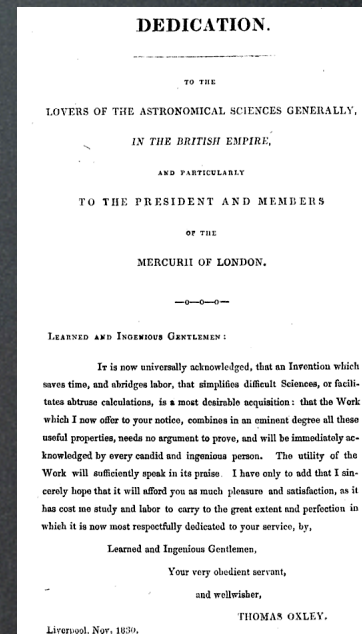 DEDICATION.
TO THE
LOVERS OF THE ASTRONOMICAL SCIENCES GENERALLY,
IN THE BRITISH EMPIRE,
AND PARTICULARLY
TO THE PRESIDENT AND MEMBERS
OF THE
MERCURII OF LONDON.
—o—o—o—
LEARNED AND INGENIOUS GENTLEMEN:
IT is now universally acknowledged, that an Invention which
saves time, and abridges labor, that simplifies difficult Sciences, or facili-
tates abtruse calculations, is a most desirable acquisition: that the Work
which I now offer to your notice, combines in an eminent degree all these
useful properties, needs no argument to prove, and will be immediately ac-
knowledged by every candid and ingenious person. The utility of the
Work will sufficiently speak in its praise. I have only to add that I sin-
cerely hope that it will afford you as much pleasure and satisfaction, as it
has cost me study and labor to carry to the great extent and perfection in
which it is now most respectfully dedicated to your service, by,
Learned and Ingenious Gentlemen,
Your very obedient servant,
and wellwisher,
THOMAS OXLEY.
Liverpool, Nov. 1830.